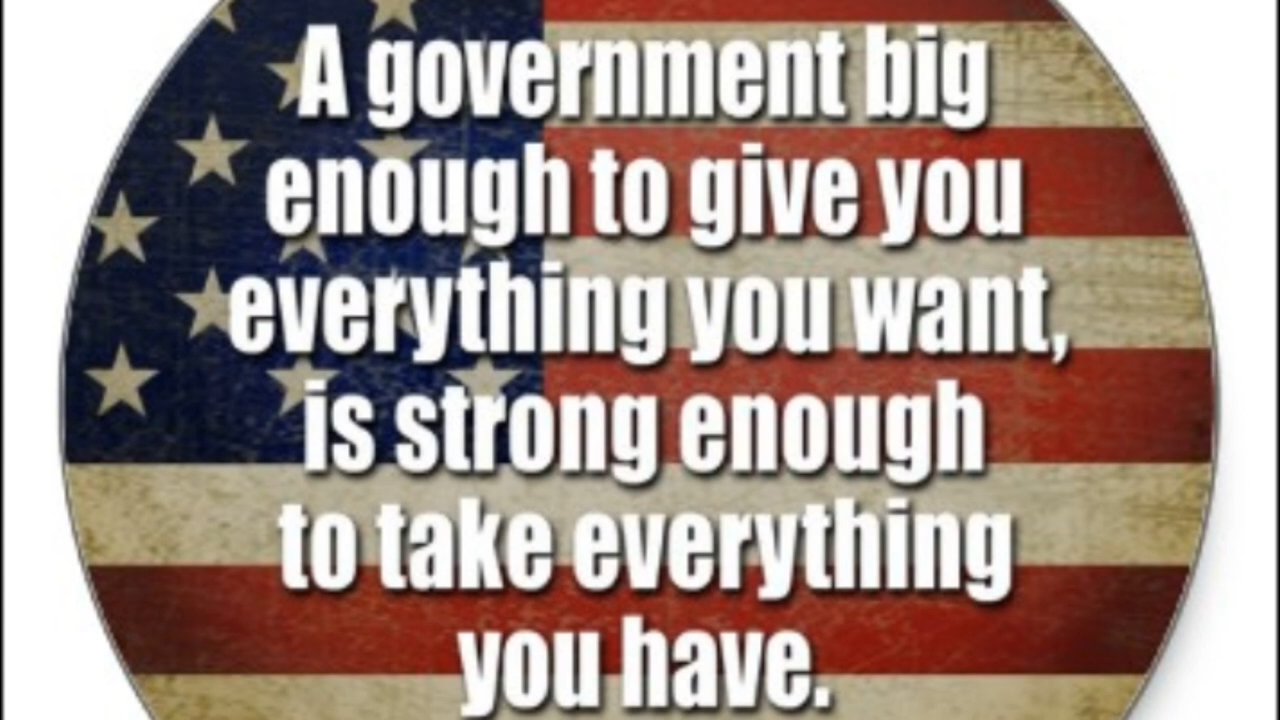 A government big
enough to give you
everything you want,
is strong enough
to take everything
you have.